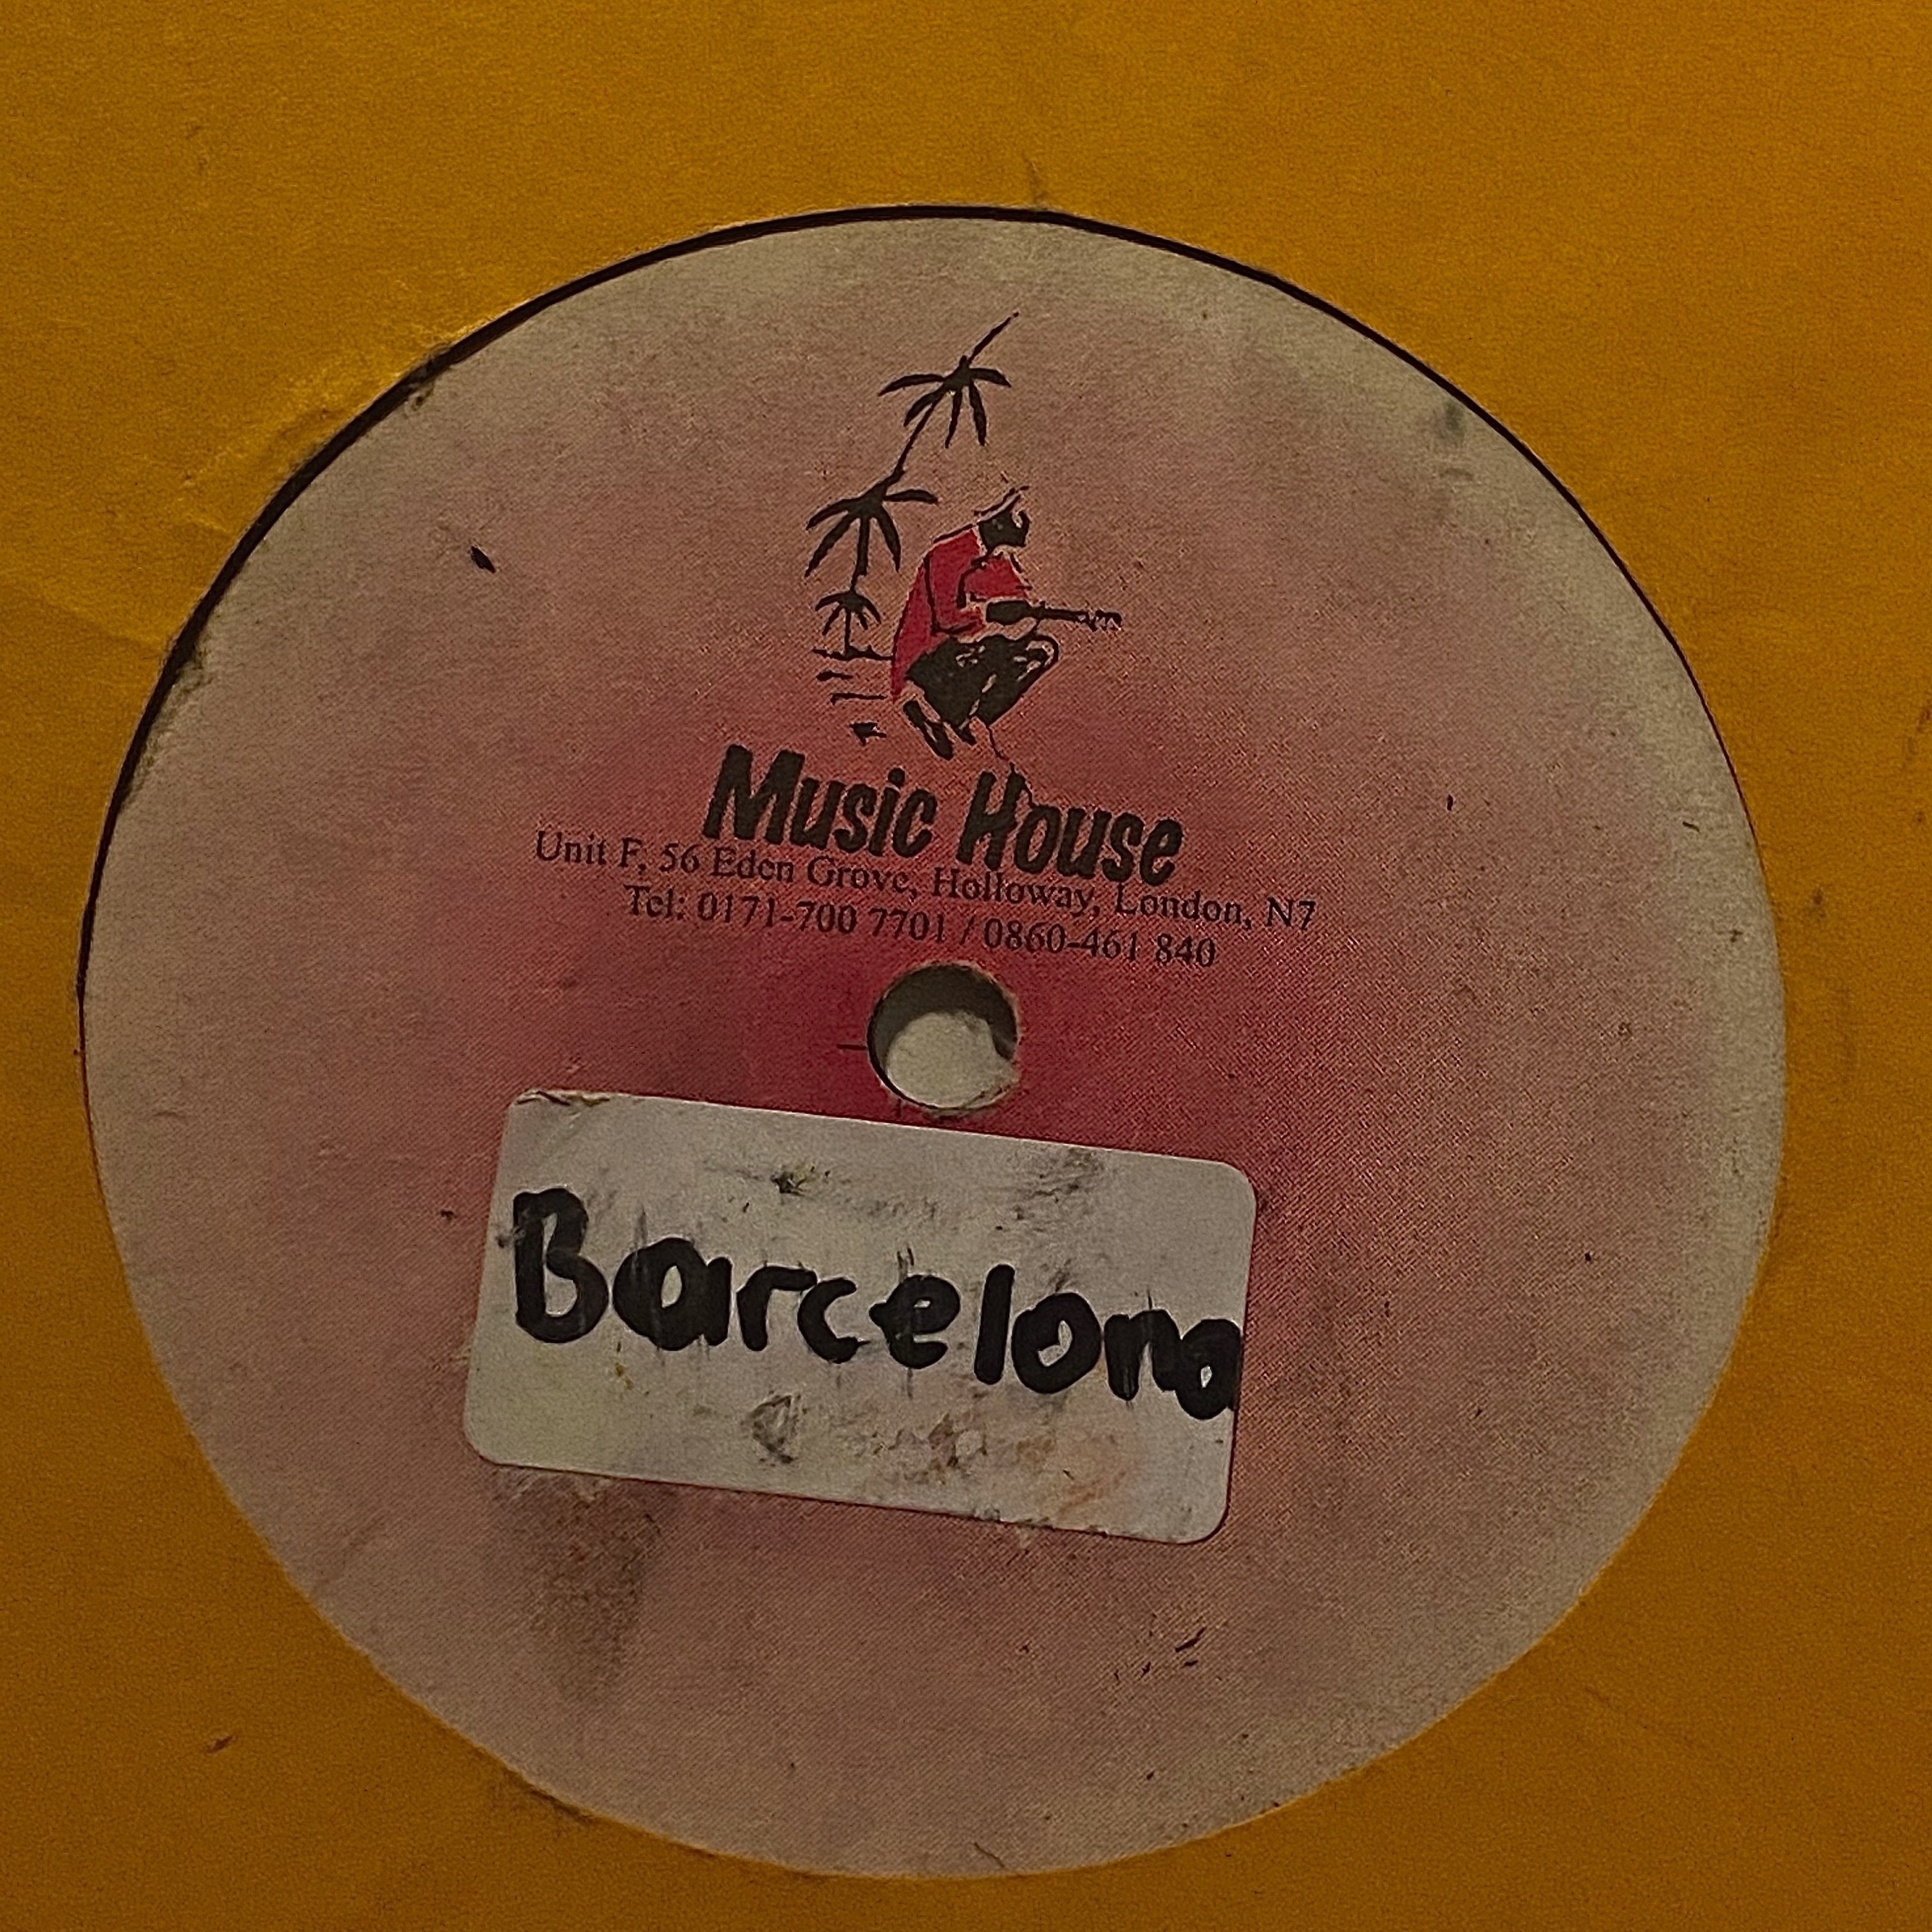 Music House
Unit F, 56 Eden Grove, Holloway, London, N7
Tel: 0171-700 7701 / 0860-461 840
Barcelona